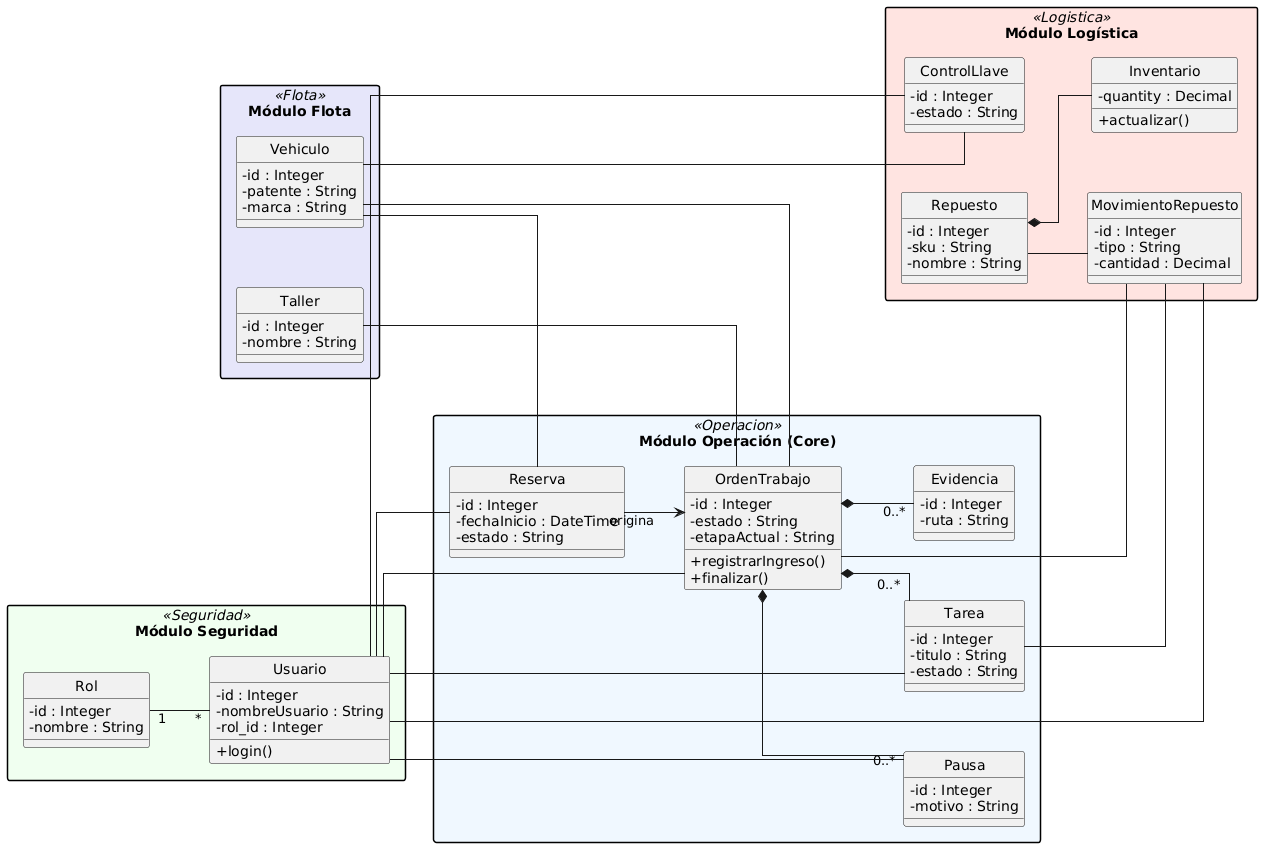 «Logistica»
Módulo Logística
ControlLlave
-id : Integer
-estado : String
Inventario
-quantity : Decimal
+actualizar()
Repuesto
-id : Integer
-sku : String
-nombre : String
MovimientoRepuesto
-id : Integer
-tipo : String
-cantidad : Decimal
«Flota»
Módulo Flota
Vehiculo
-id : Integer
-patente : String
-marca : String
Taller
-id : Integer
-nombre : String
«Operacion»
Módulo Operación (Core)
Reserva
-id : Integer
-fechaInicio : DateTime
-estado : String
origina
OrdenTrabajo
-id : Integer
-estado : String
-etapaActual : String
+registrarIngreso()
+finalizar()
Evidencia
-id : Integer
-ruta : String
0..*
0..*
Tarea
-id : Integer
-titulo : String
-estado : String
0..*
Pausa
-id : Integer
-motivo : String
«Seguridad»
Módulo Seguridad
Rol
-id : Integer
-nombre : String
1
*
Usuario
-id : Integer
-nombreUsuario : String
-rol_id : Integer
+login()